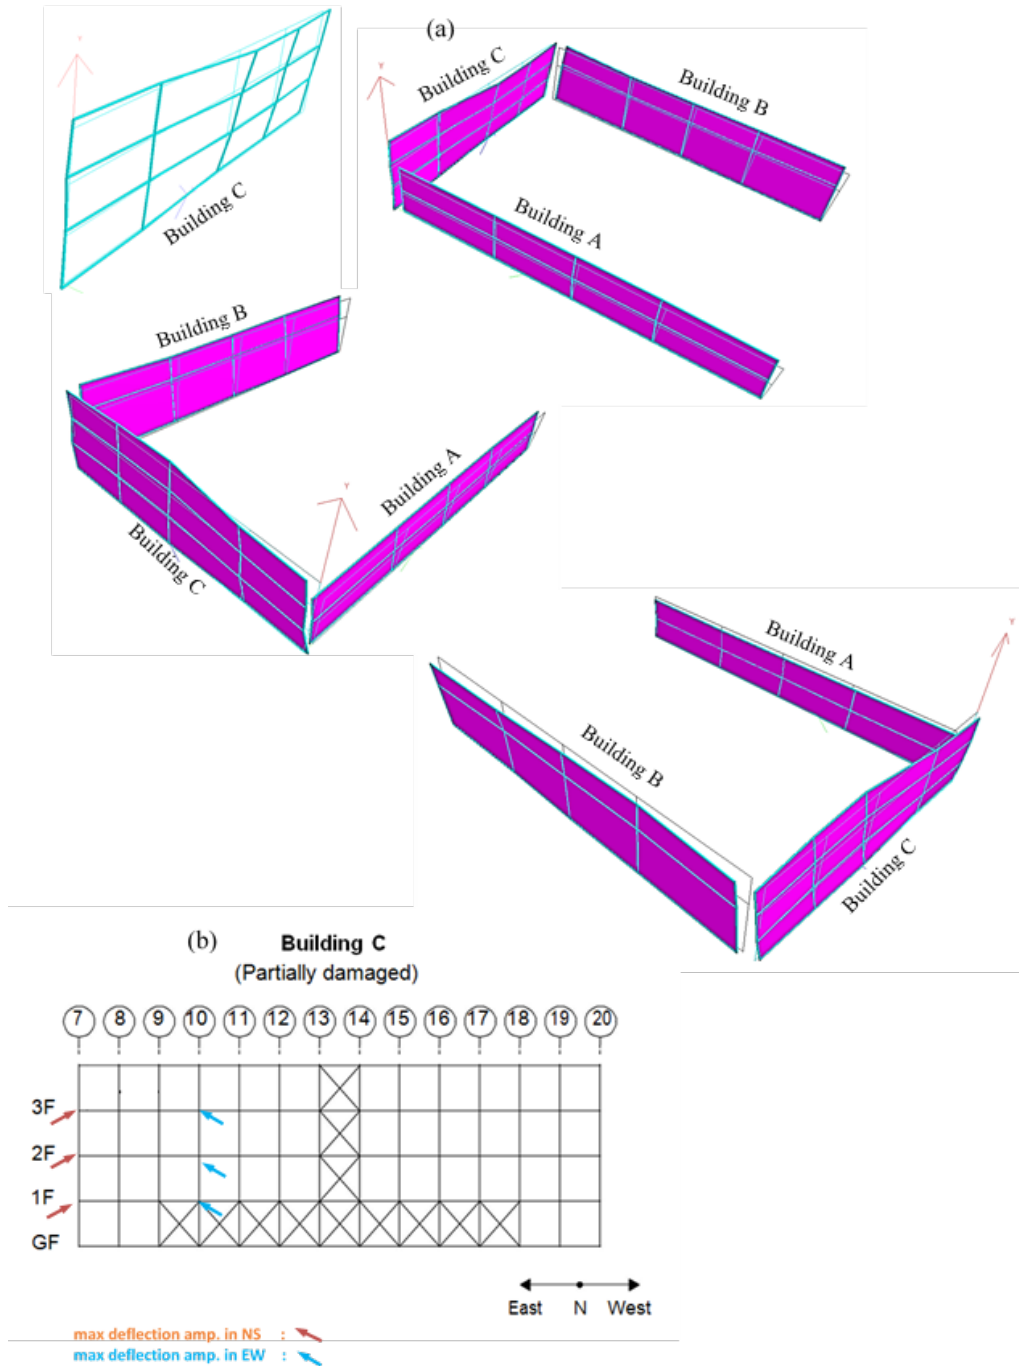 (a)
Y
Building C
Y
Building C
Building B
Building A
Building B
Building A
Y
Building C
Building A
Y
Building B
Building C
(b) Building C
(Partially damaged)
7 8 9 10 11 12 13 14 15 16 17 18 19 20
3F
2F
1F
GF
East N West
max deflection amp. in NS :
max deflection amp. in EW :